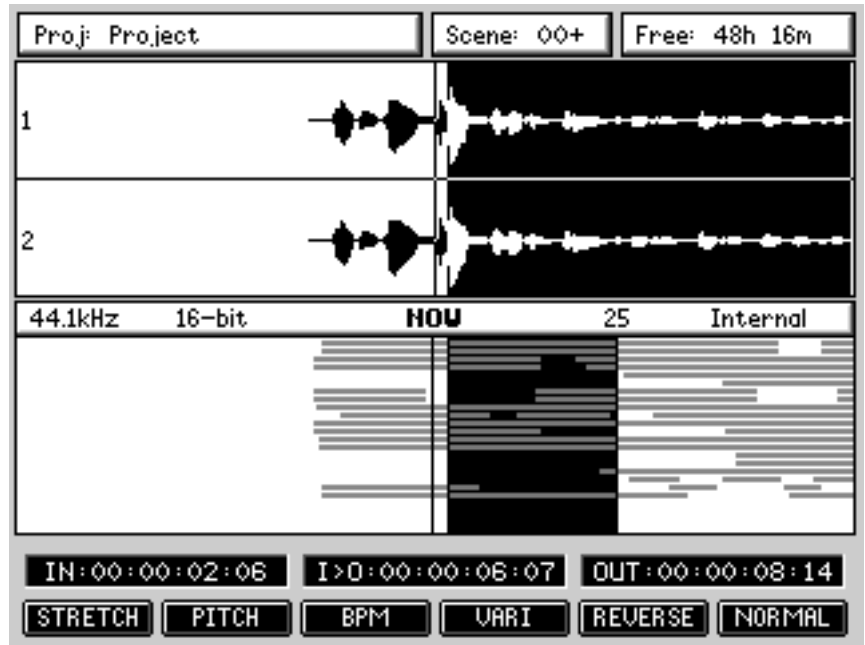 Proj: Project Scene: 00+ Free: 48h 16m
1
2
44.1kHz 16-bit NOW 25 Internal
IN:00:00:02:06 I>O:00:00:06:07 OUT:00:00:08:14
STRETCH PITCH BPM VARI REVERSE NORMAL